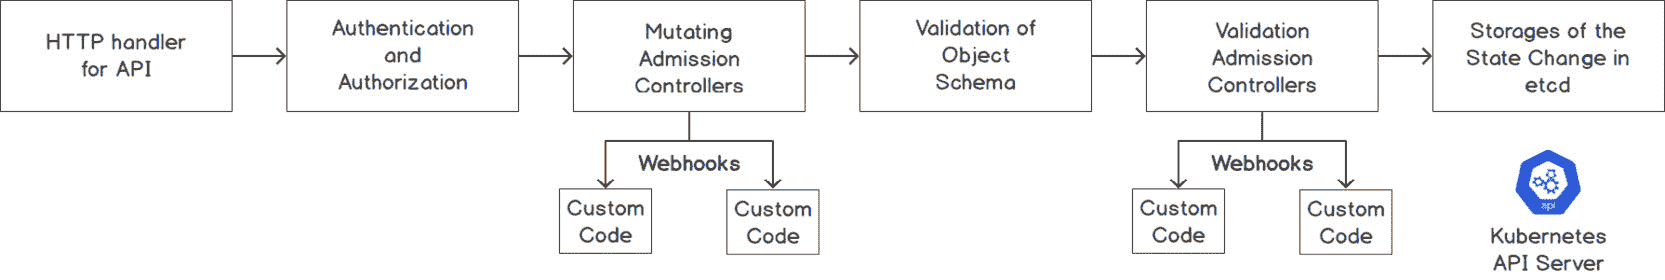 HTTP handler
for API
Authentication
and
Authorization
Mutating
Admission
Controllers
Validation of
Object
Schema
Validation
Admission
Controllers
Storages of the
State Change in
etcd
Webhooks
Custom
Code
Custom
Code
Webhooks
Custom
Code
Custom
Code
api
Kubernetes
API Server